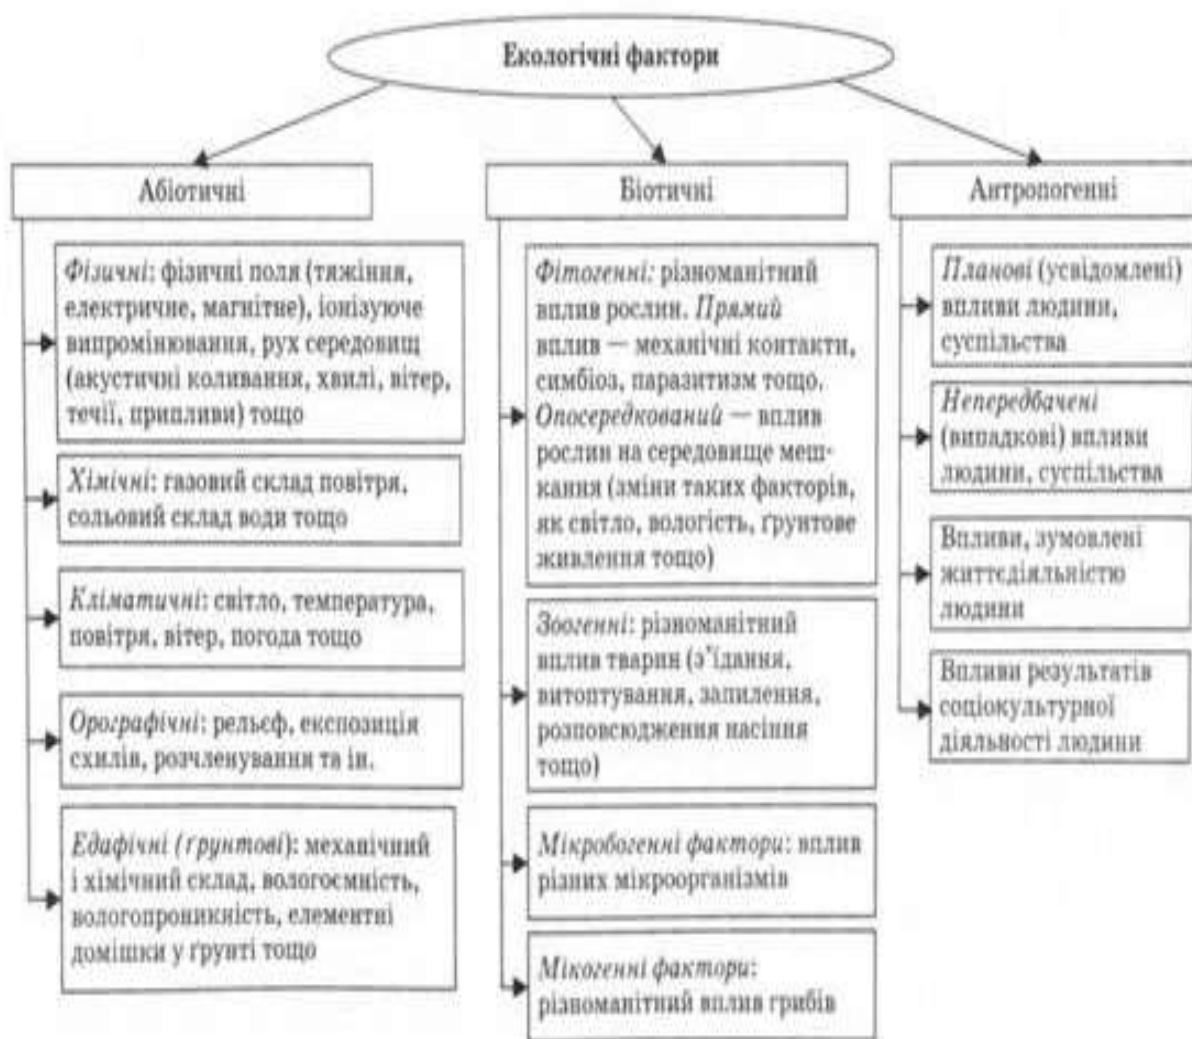 Екологічні фактори
Абіотичні
Фізичні: фізичні поля (тяжіння,
електричне, магнітне), іонізуюче
випромінювання, рух середовищ
(акустичні коливання, хвилі, вітер,
течії, припливи) тощо
Хімічні: газовий склад повітря,
сольовий склад води тощо
Кліматичні: світло, температура,
повітря, вітер, погода тощо
Орографічні: рельєф, експозиція
схилів, розчленування та ін.
Едафічні (ґрунтові): механічний
і хімічний склад, вологоємність,
вологопроникність, елементні
домішки у ґрунті тощо
Біотичні
Фітогенні: різноманітний
вплив рослин. Прямий
вплив — механічні контакти,
симбіоз, паразитизм тощо.
Опосередкований — вплив
рослин на середовище меш-
кання (зміни таких факторів,
як світло, вологість, ґрунтове
живлення тощо)
Зоогенні: різноманітний
вплив тварин (з'їдання,
витоптування, запилення,
розповсюдження насіння
тощо)
Мікробогенні фактори: вплив
різних мікроорганізмів
Мікогенні фактори:
різноманітний вплив грибів
Антропогенні
Планові (усвідомлені)
впливи людини,
суспільства
Непередбачені
(випадкові) впливи
людини, суспільства
Впливи, зумовлені
життєдіяльністю
людини
Впливи результатів
соціокультурної
діяльності людини